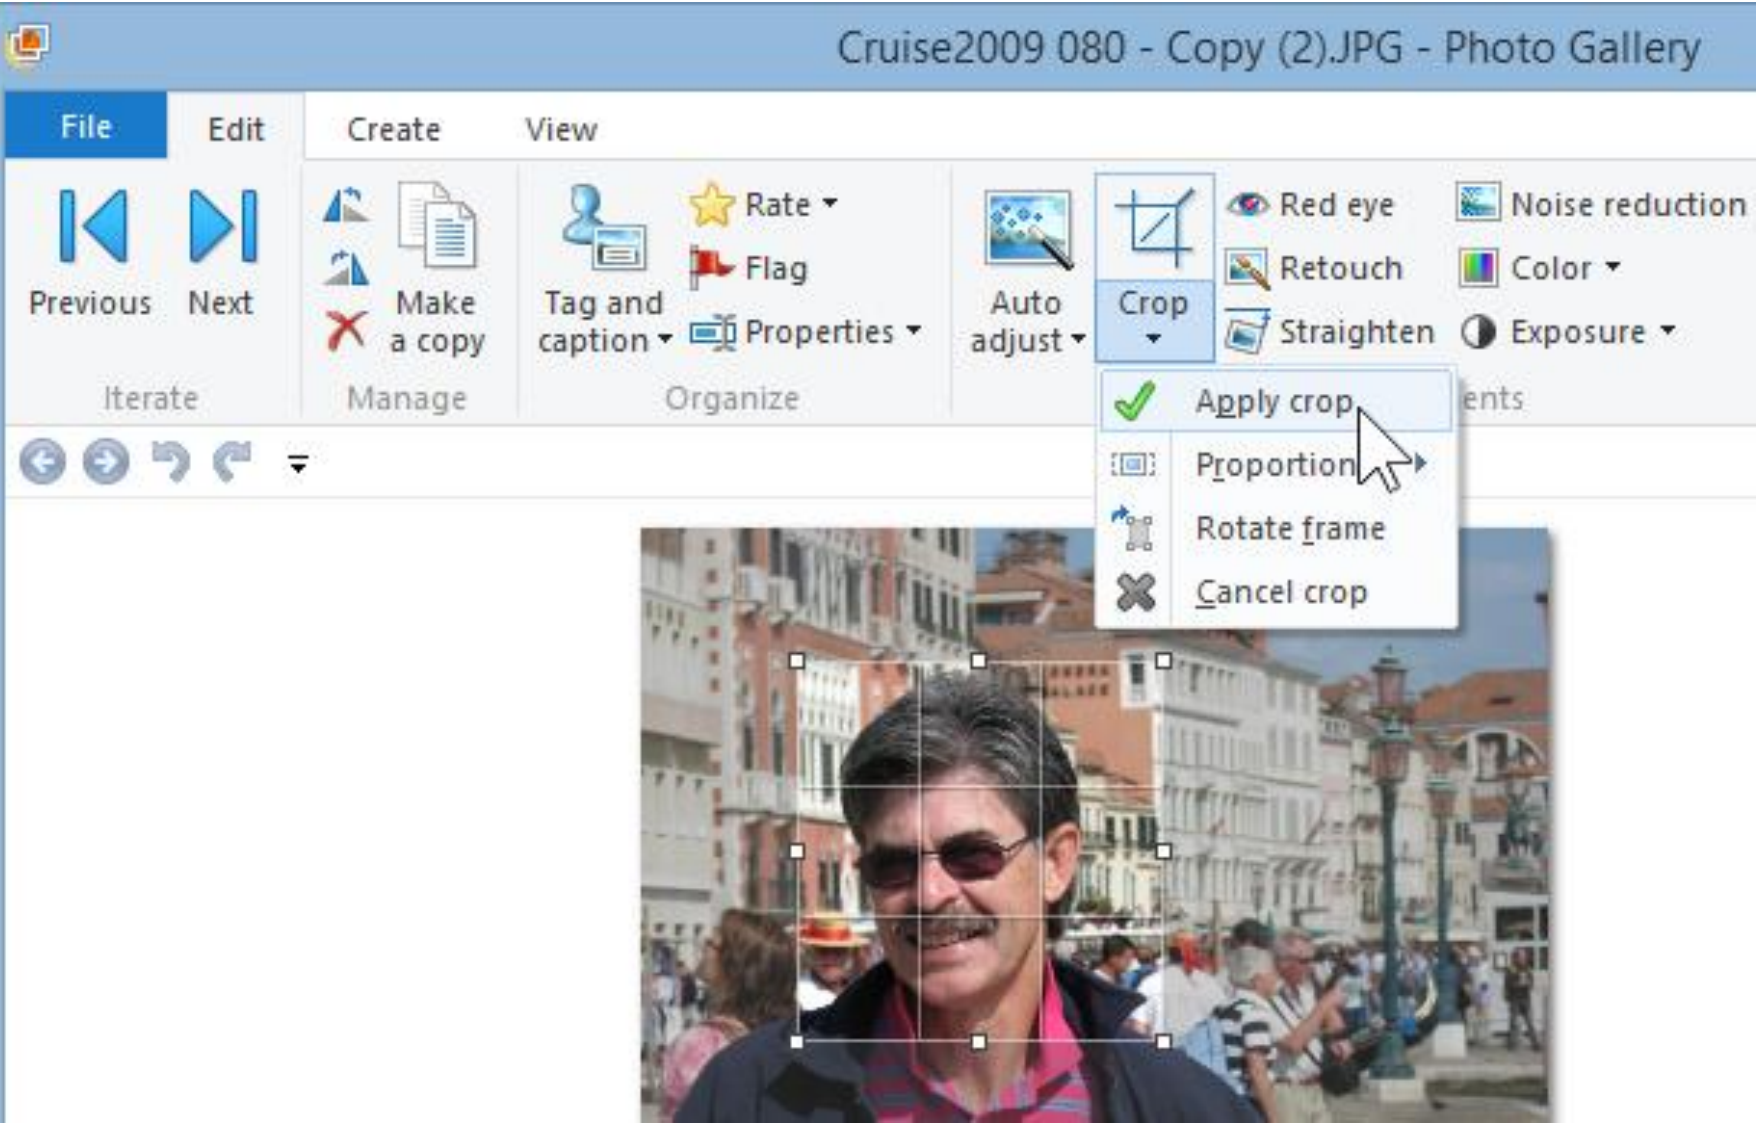 Cruise2009 080 - Copy (2).JPG - Photo Gallery
File Edit Create View
Previous Next
Make
a copy
Tag and
caption
Rate
Flag
Properties
Auto
adjust
Crop
Red eye
Retouch
Straighten
Noise reduction
Color
Exposure
Iterate Manage Organize ents
Apply crop
Proportion
Rotate frame
Cancel crop